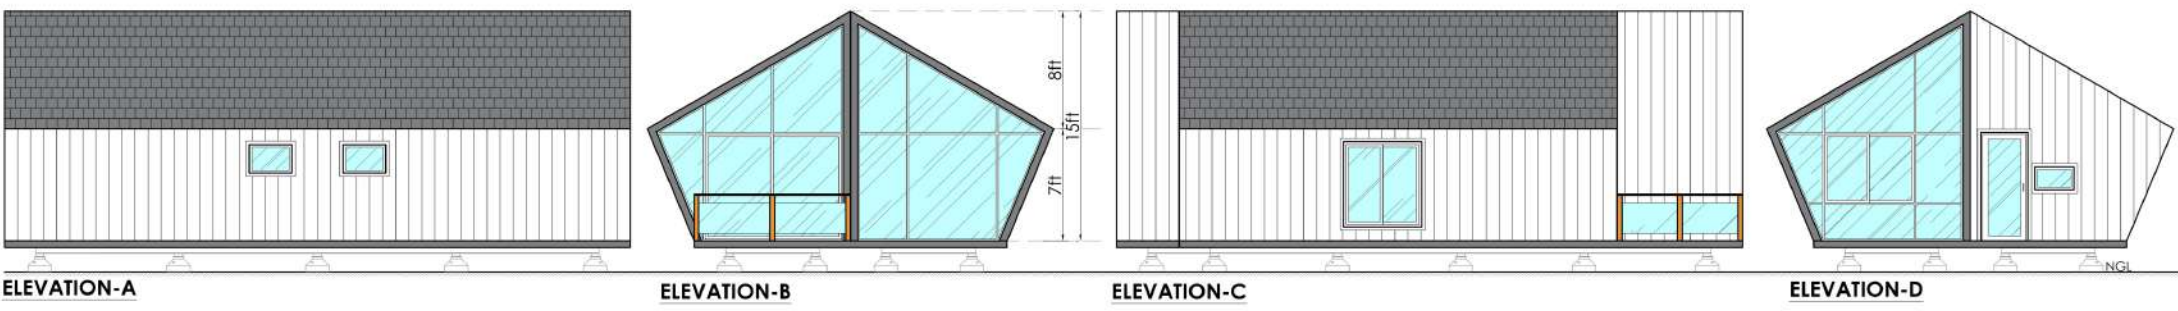 8ft
15ft
7ft
NGL
ELEVATION-A
ELEVATION-B
ELEVATION-C
ELEVATION-D